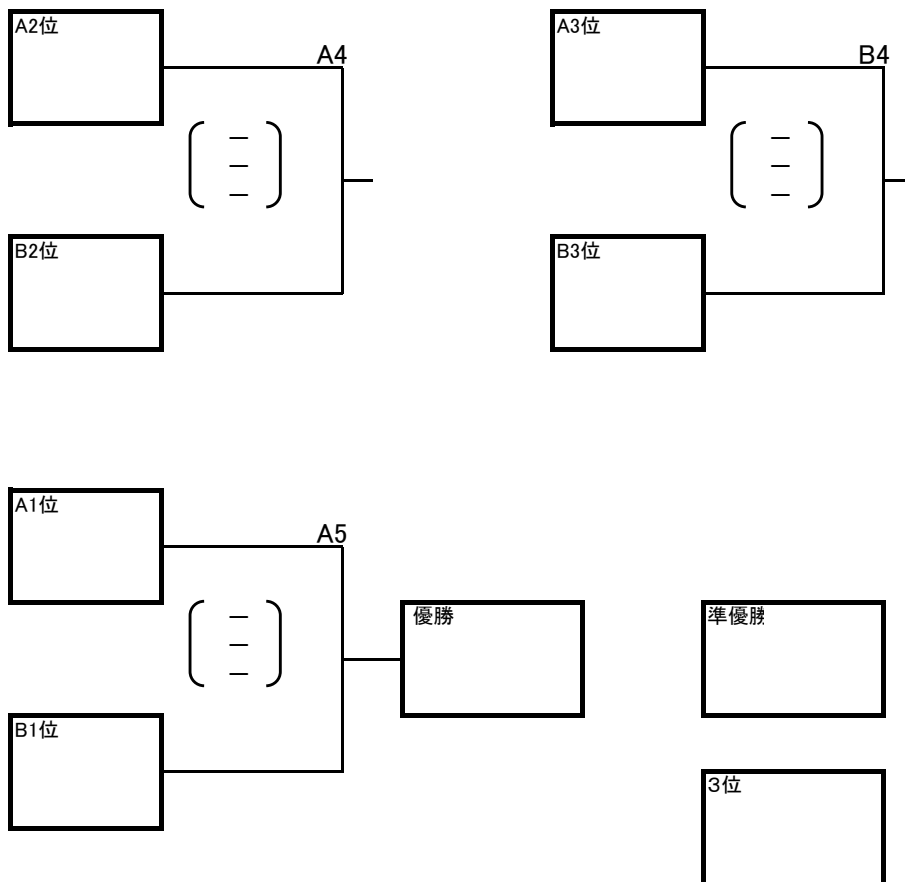 A2位
A4
A3位
B4
—
—
—
—
—
—
B2位
B3位
A1位
A5
—
—
—
優勝
準優勝
B1位
3位